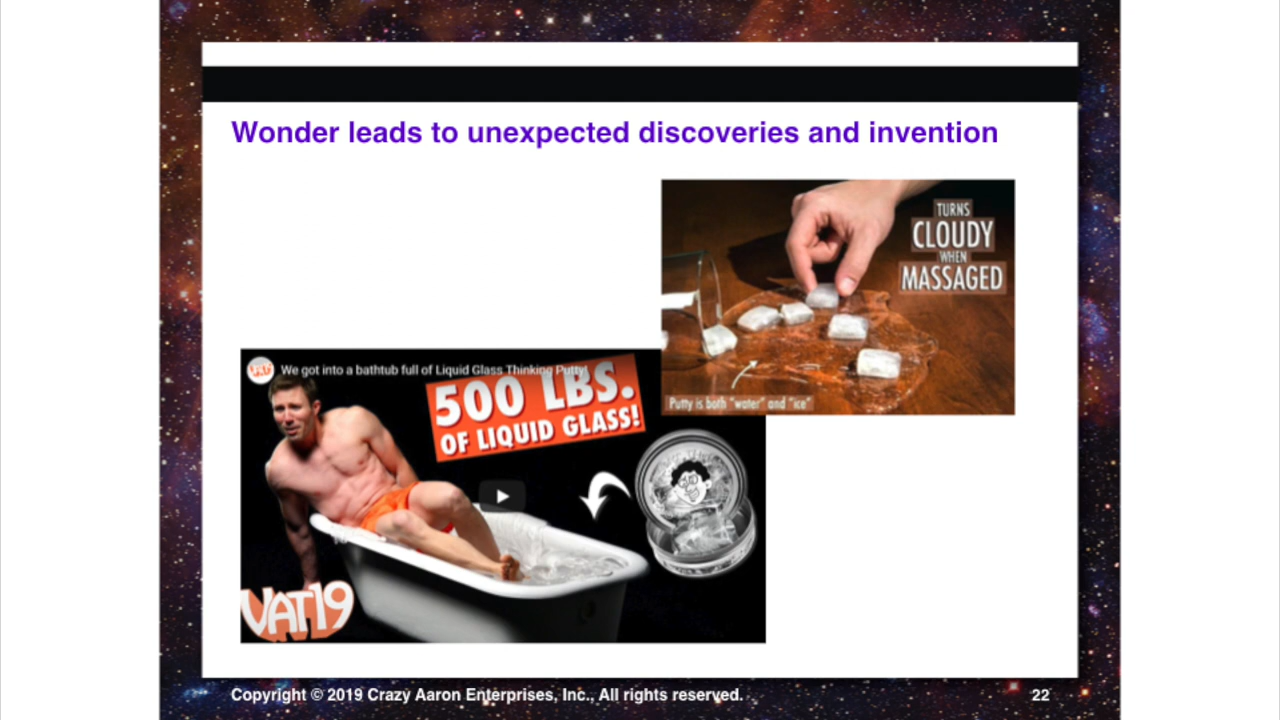 Wonder leads to unexpected discoveries and invention
TURNS
CLOUDY
WHEN
MASSAGED
Putty is both "water" and "ice"
We got into a bathtub full of Liquid Glass Thinking Putty!
500 LBS.
OF LIQUID GLASS!
VAT19
Copyright © 2019 Crazy Aaron Enterprises, Inc., All rights reserved.
22